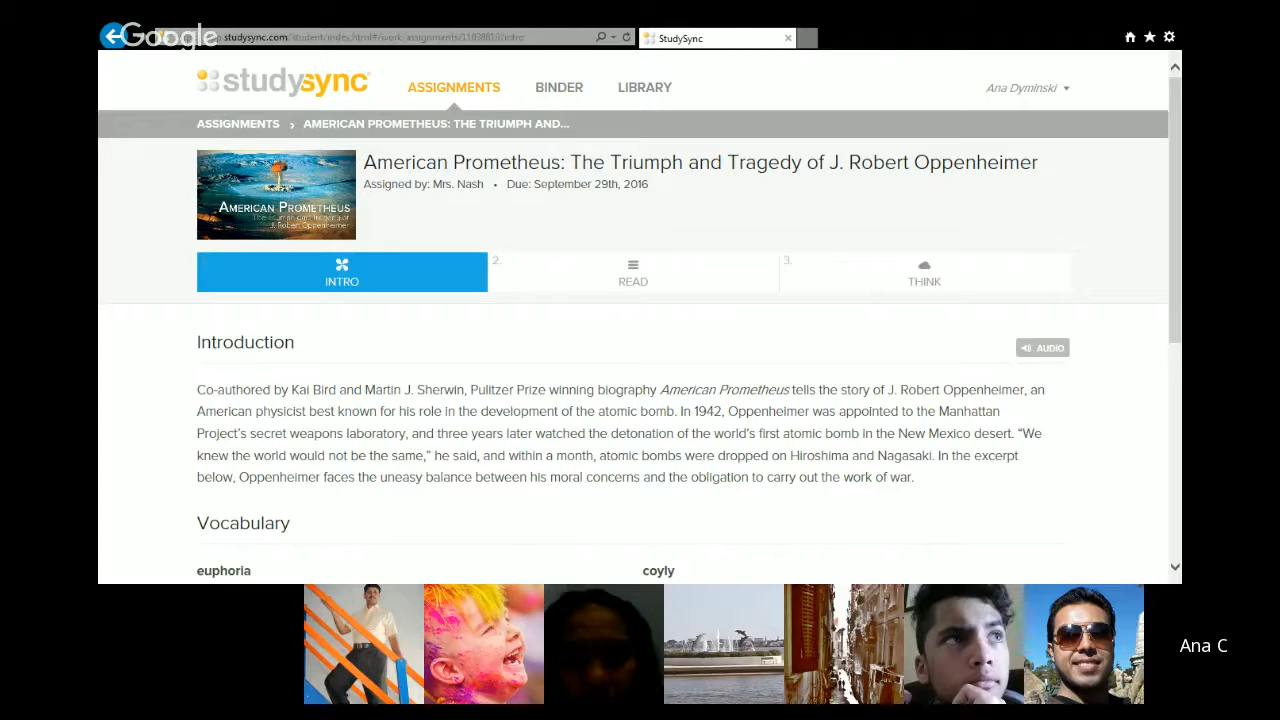 Google
studysync.com/student/index.html#/work/assignments/
StudySync
studysync
ASSIGNMENTS
BINDER
LIBRARY
Ana Dyminski
ASSIGNMENTS › AMERICAN PROMETHEUS: THE TRIUMPH AND...
AMERICAN PROMETHEUS
The Triumph and Tragedy of
J. Robert Oppenheimer
American Prometheus: The Triumph and Tragedy of J. Robert Oppenheimer
Assigned by: Mrs. Nash • Due: September 29th, 2016
INTRO
2.
READ
3.
THINK
Introduction
AUDIO
Co-authored by Kai Bird and Martin J. Sherwin, Pulitzer Prize winning biography American Prometheus tells the story of J. Robert Oppenheimer, an
American physicist best known for his role in the development of the atomic bomb. In 1942, Oppenheimer was appointed to the Manhattan
Project's secret weapons laboratory, and three years later watched the detonation of the world's first atomic bomb in the New Mexico desert. "We
knew the world would not be the same," he said, and within a month, atomic bombs were dropped on Hiroshima and Nagasaki. In the excerpt
below, Oppenheimer faces the uneasy balance between his moral concerns and the obligation to carry out the work of war.
Vocabulary
euphoria
coyly
Ana C